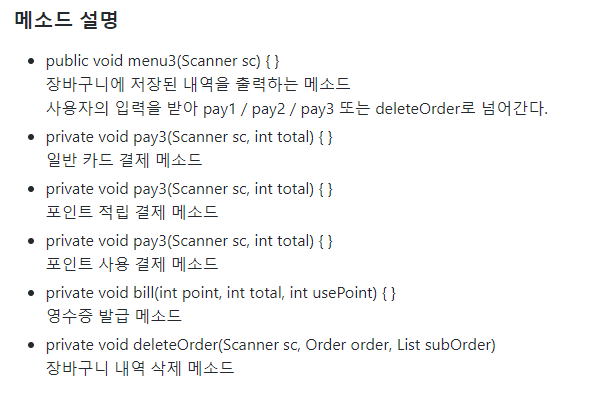 메소드 설명
public void menu3(Scanner sc) { }
장바구니에 저장된 내역을 출력하는 메소드
사용자의 입력을 받아 pay1 / pay2 / pay3 또는 deleteOrder로 넘어간다.
private void pay3(Scanner sc, int total) { }
일반 카드 결제 메소드
private void pay3(Scanner sc, int total) { }
포인트 적립 결제 메소드
private void pay3(Scanner sc, int total) { }
포인트 사용 결제 메소드
private void bill(int point, int total, int usePoint) { }
영수증 발급 메소드
private void deleteOrder(Scanner sc, Order order, List subOrder)
장바구니 내역 삭제 메소드